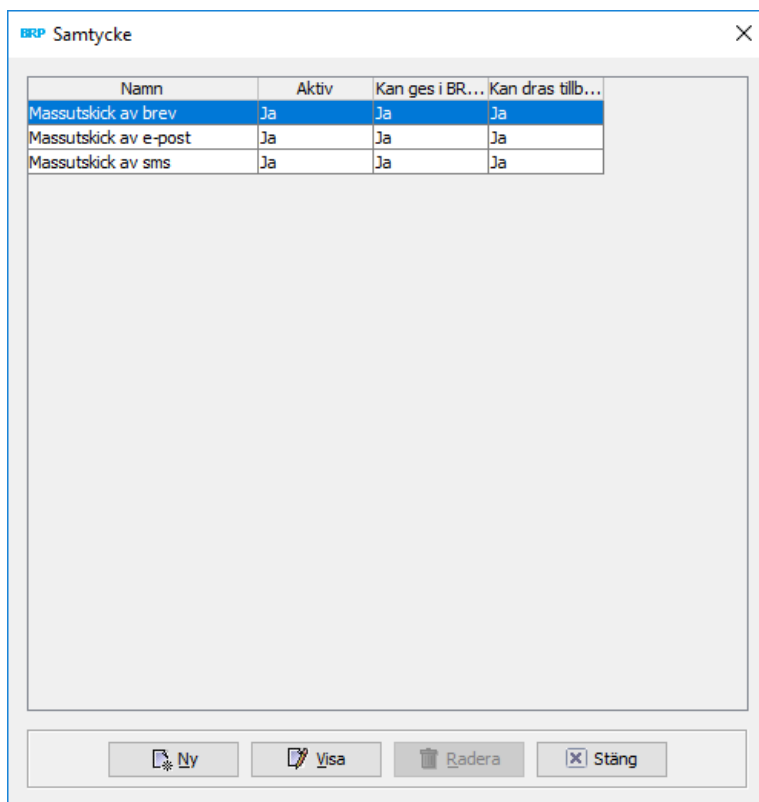 BRP Samtycke
Namn Aktiv Kan ges i BR... Kan dras tillb...
Massutskick av brev Ja Ja Ja
Massutskick av e-post Ja Ja Ja
Massutskick av sms Ja Ja Ja
Ny Visa Radera Stäng